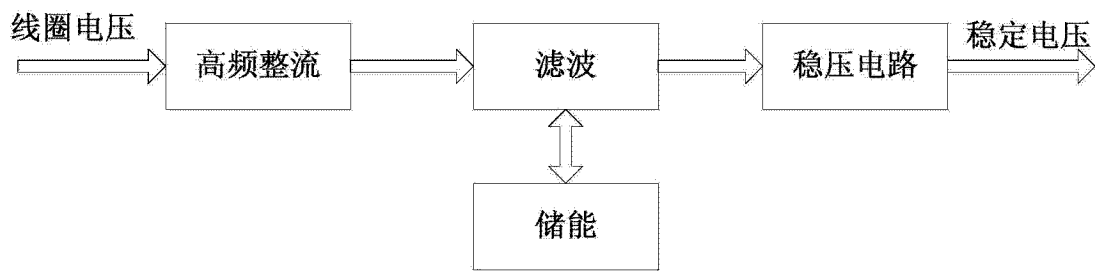 线圈电压
高频整流
滤波
稳压电路
稳定电压
储能